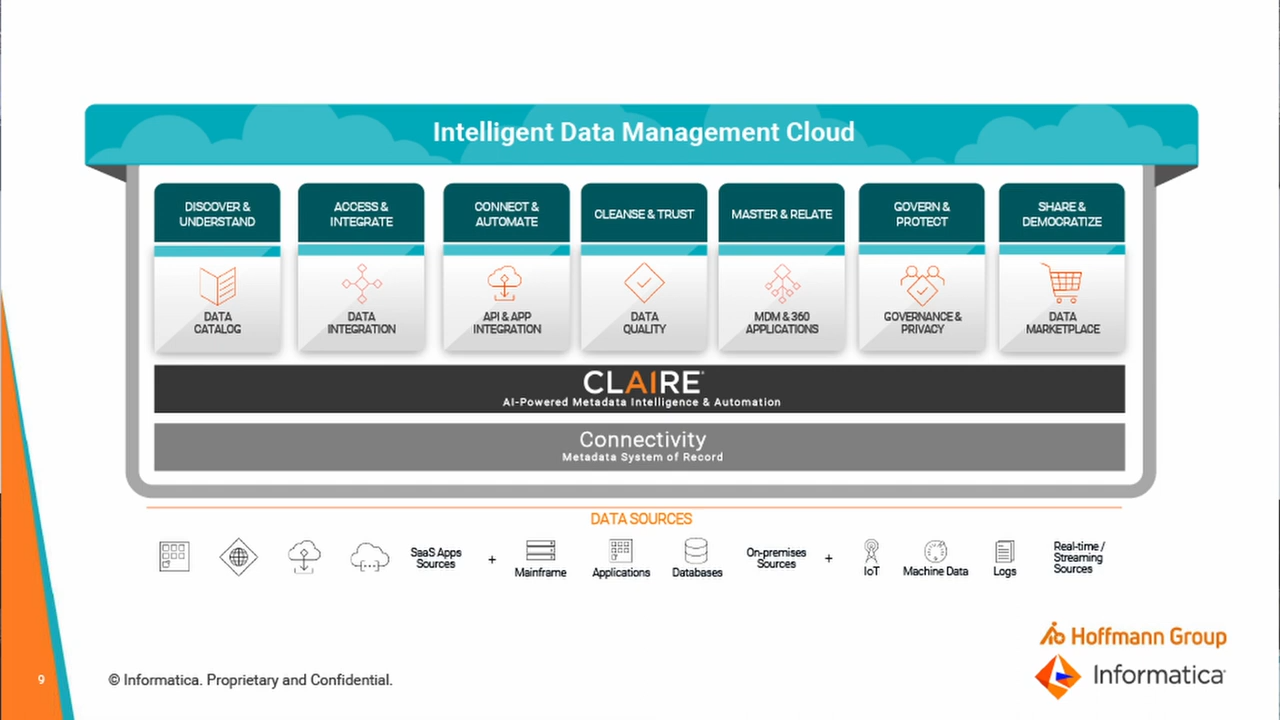 Intelligent Data Management Cloud
DISCOVER &
UNDERSTAND
ACCESS &
INTEGRATE
CONNECT &
AUTOMATE
CLEANSE & TRUST
MASTER & RELATE
GOVERN &
PROTECT
SHARE &
DEMOCRATIZE
DATA
CATALOG
DATA
INTEGRATION
API & APP
INTEGRATION
DATA
QUALITY
MDM & 360
APPLICATIONS
GOVERNANCE &
PRIVACY
DATA
MARKETPLACE
CLAIRE®
AI-Powered Metadata Intelligence & Automation
Connectivity
Metadata System of Record
DATA SOURCES
SaaS Apps
Sources
+
Mainframe
Applications
Databases
On-premises
Sources
+
IoT
Machine Data
Logs
Real-time /
Streaming
Sources
Hoffmann Group
Informatica®
9
© Informatica. Proprietary and Confidential.